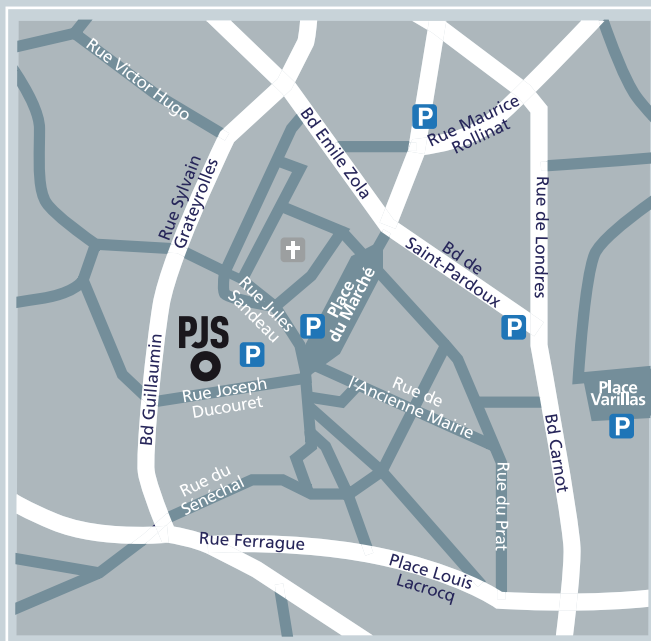 Rue Victor Hugo
P
Rue Maurice
Rollinat
Bd Emile Zola
Rue Sylvain
Grateyrolles
Rue de Londres
Bd de
Saint-Pardoux
Rue Jules
Sandeau
Place
du Marché
P
P
PJS
P
Bd Guillaumin
Rue Joseph
Ducouret
Rue de
l'Ancienne Mairie
Place
Varillas
P
Bd Carnot
Rue du
Sénéchal
Rue du Prat
Rue Ferrague
Place Louis
Lacrocq